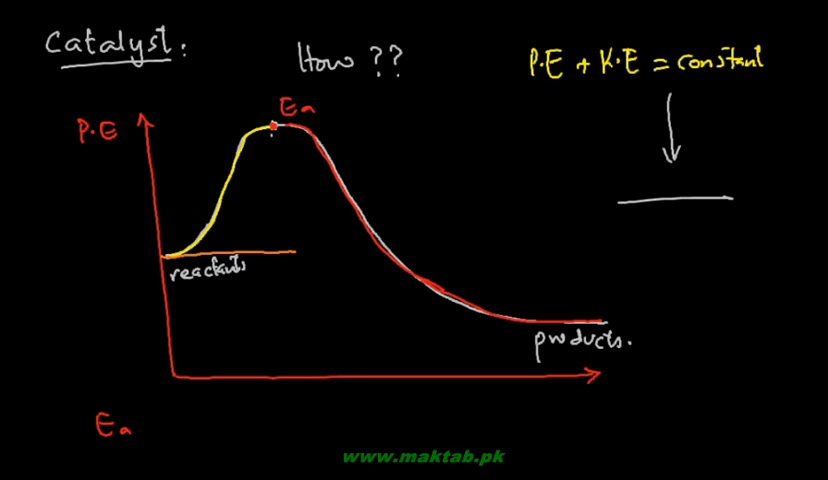 Catalyst:
How ??
P.E + K.E = constant
Ea
P.E
reactants
products.
Ea
www.maktab.pk